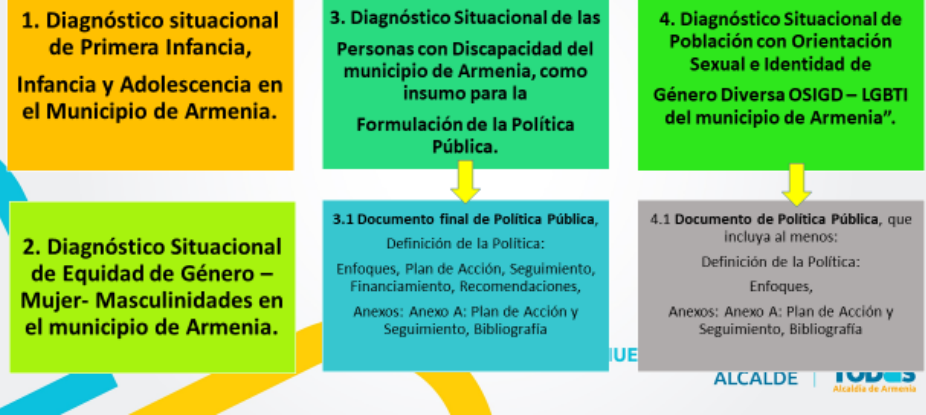 1. Diagnóstico situacional
de Primera Infancia,
Infancia y Adolescencia en
el Municipio de Armenia.
2. Diagnóstico Situacional
de Equidad de Género –
Mujer- Masculinidades en
el municipio de Armenia.
3. Diagnóstico Situacional de las
Personas con Discapacidad del
municipio de Armenia, como
insumo para la
Formulación de la Política
Pública.
3.1 Documento final de Política Pública,
Definición de la Política:
Enfoques, Plan de Acción, Seguimiento,
Financiamiento, Recomendaciones,
Anexos: Anexo A: Plan de Acción y
Seguimiento, Bibliografía
4. Diagnóstico Situacional de
Población con Orientación
Sexual e Identidad de
Género Diversa OSIGD – LGBTI
del municipio de Armenia”.
4.1 Documento de Política Pública, que
incluya al menos:
Definición de la Política:
Enfoques,
Anexos: Anexo A: Plan de Acción y
Seguimiento, Bibliografía
ALCALDE
Alcaldía de Armenia